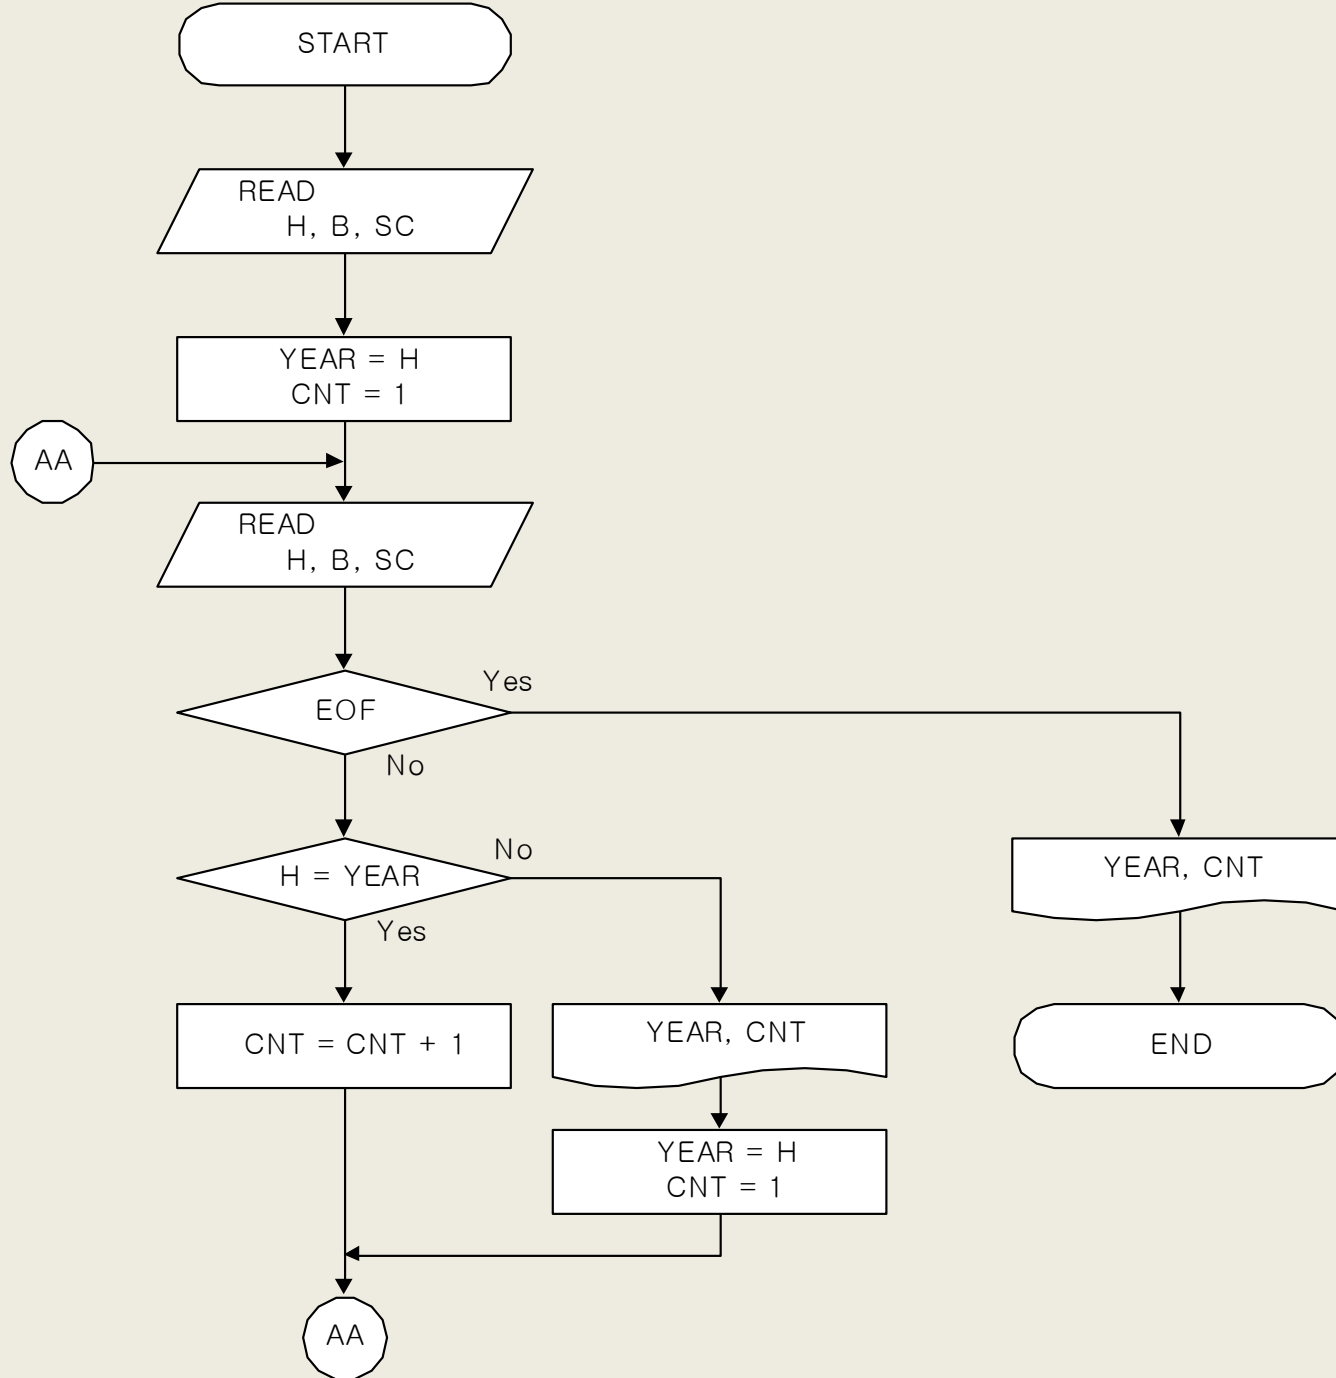 START
READ
H, B, SC
YEAR = H
CNT = 1
AA
READ
H, B, SC
EOF
Yes
No
H = YEAR
No
Yes
YEAR, CNT
CNT = CNT + 1
YEAR, CNT
END
YEAR = H
CNT = 1
AA